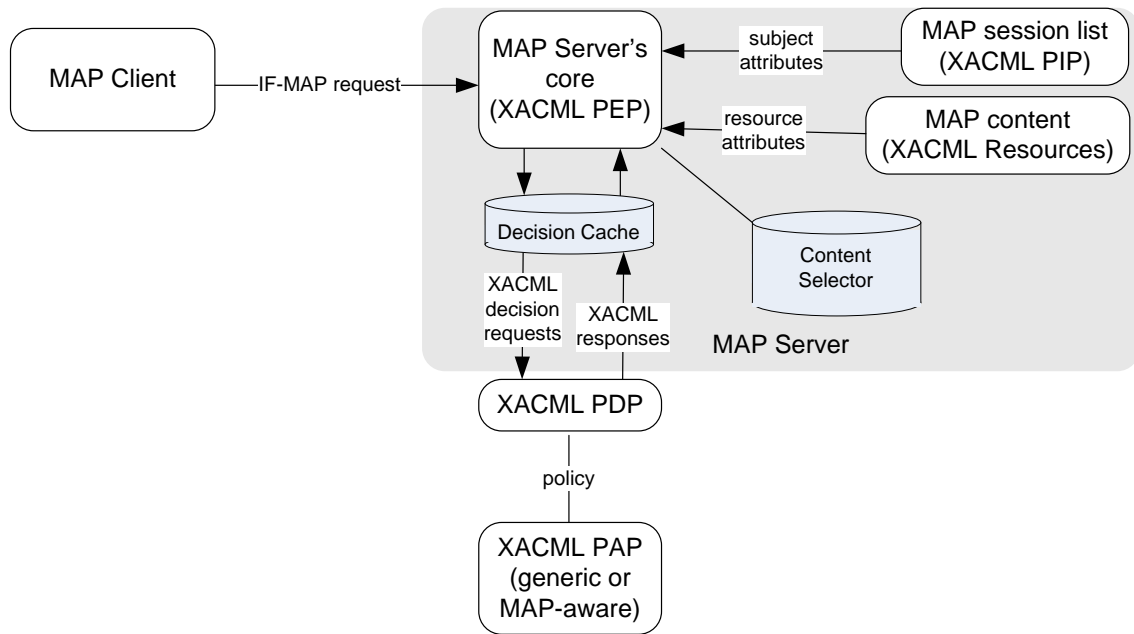 MAP Client
IF-MAP request
MAP Server's
core
(XACML PEP)
subject
attributes
MAP session list
(XACML PIP)
resource
attributes
MAP content
(XACML Resources)
Decision Cache
Content
Selector
XACML
decision
requests
XACML
responses
MAP Server
XACML PDP
policy
XACML PAP
(generic or
MAP-aware)